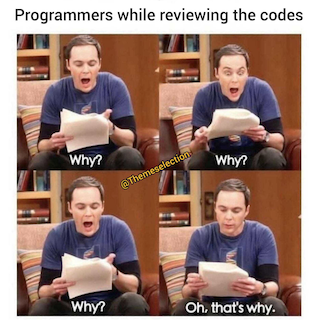 Programmers while reviewing the codes
Why?
Why?
@Themeselection
Why?
Oh, that's why.